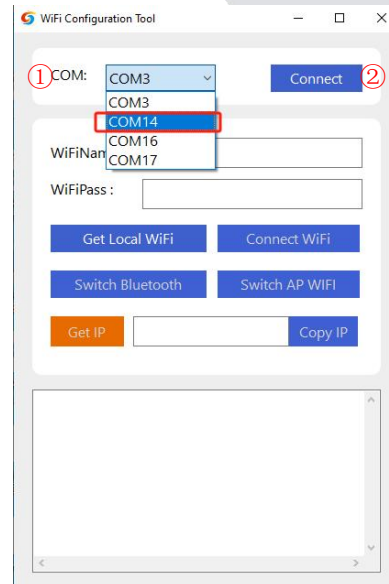 WiFi Configuration Tool
① COM: COM3 Connect ②
COM3
COM14
COM16
COM17
WiFiNam
WiFiPass :
Get Local WiFi Connect WiFi
Switch Bluetooth Switch AP WIFI
Get IP Copy IP